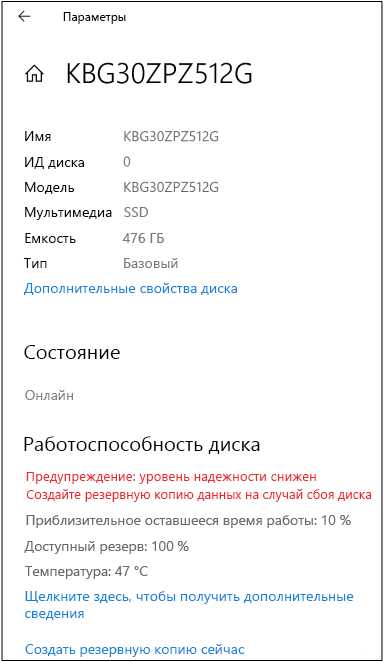 Параметры
KBG30ZPZ512G
Имя KBG30ZPZ512G
ИД диска 0
Модель KBG30ZPZ512G
Мультимедиа SSD
Емкость 476 ГБ
Тип Базовый
Дополнительные свойства диска
Состояние
Онлайн
Работоспособность диска
Предупреждение: уровень надежности снижен
Создайте резервную копию данных на случай сбоя диска
Приблизительное оставшееся время работы: 10 %
Доступный резерв: 100 %
Температура: 47 °C
Щелкните здесь, чтобы получить дополнительные
сведения
Создать резервную копию сейчас